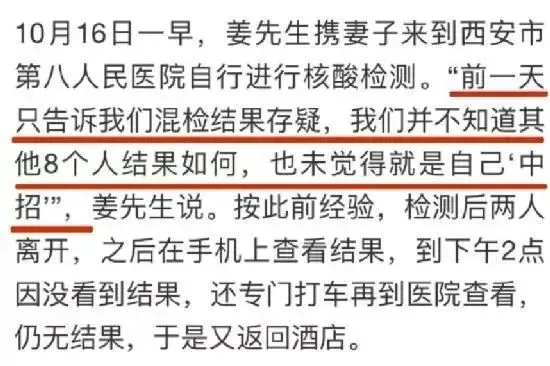 10月16日一早，姜先生携妻子来到西安市
第八人民医院自行进行核酸检测。“前一天
只告诉我们混检结果存疑，我们并不知道其
他8个人结果如何，也未觉得就是自己‘中
招’”，姜先生说。按此前经验，检测后两人
离开，之后在手机上查看结果，到下午2点
因没看到结果，还专门打车再到医院查看，
仍无结果，于是又返回酒店。